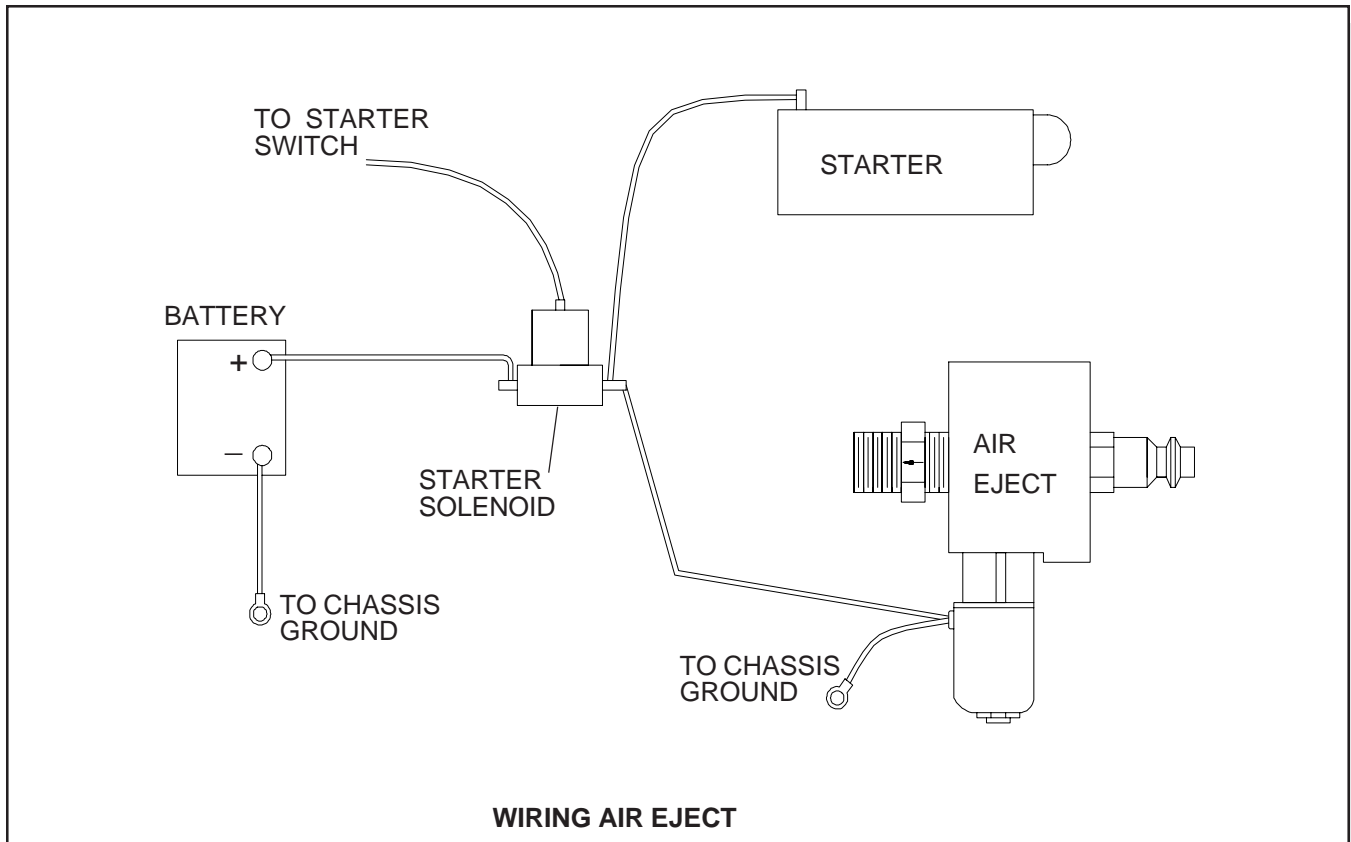 TO STARTER
SWITCH
STARTER
BATTERY
+
–
STARTER
SOLENOID
AIR
EJECT
TO CHASSIS
GROUND
TO CHASSIS
GROUND
WIRING AIR EJECT